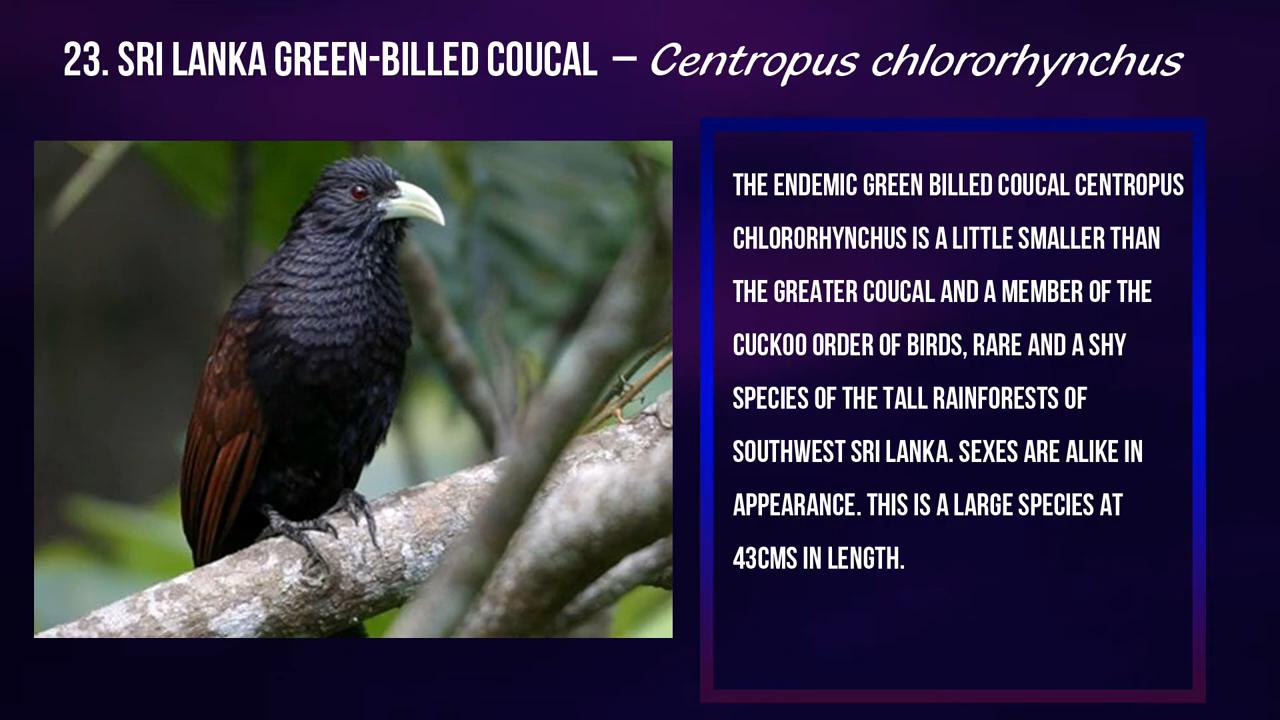 23. SRI LANKA GREEN-BILLED COUCAL – Centropus chlororhynchus
THE ENDEMIC GREEN BILLED COUCAL CENTROPUS
CHLORORHYNCHUS IS A LITTLE SMALLER THAN
THE GREATER COUCAL AND A MEMBER OF THE
CUCKOO ORDER OF BIRDS, RARE AND A SHY
SPECIES OF THE TALL RAINFORESTS OF
SOUTHWEST SRI LANKA. SEXES ARE ALIKE IN
APPEARANCE. THIS IS A LARGE SPECIES AT
43CMS IN LENGTH.